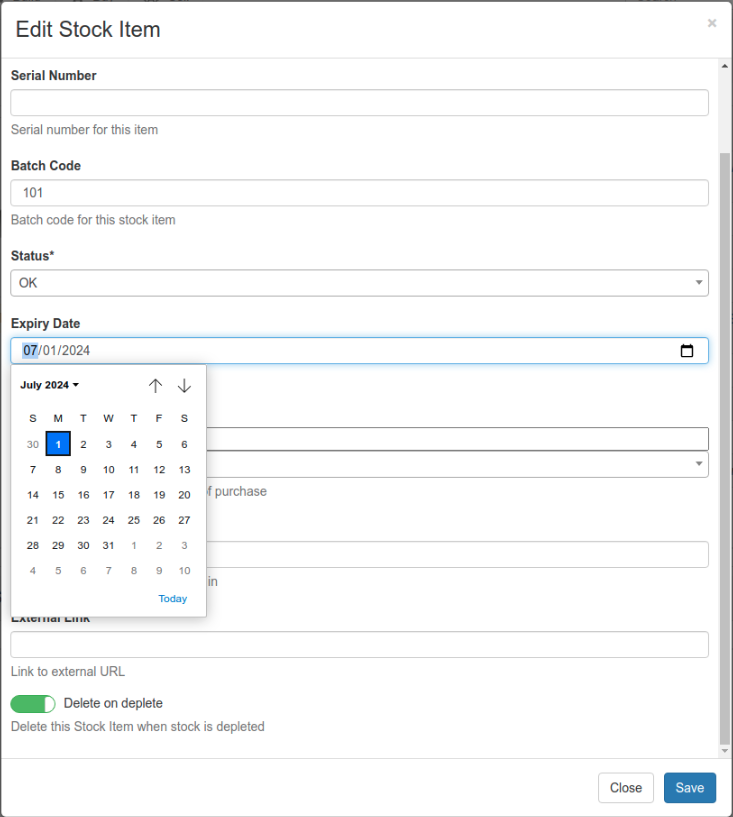 Edit Stock Item
×
Serial Number
Serial number for this item
Batch Code
101
Batch code for this stock item
Status*
OK
Expiry Date
07/01/2024
July 2024
S M T W T F S
30 1 2 3 4 5 6
7 8 9 10 11 12 13
14 15 16 17 18 19 20
21 22 23 24 25 26 27
28 29 30 31 1 2 3
4 5 6 7 8 9 10
Today
of purchase
in
External Link
Link to external URL
Delete on deplete
Delete this Stock Item when stock is depleted
Close Save